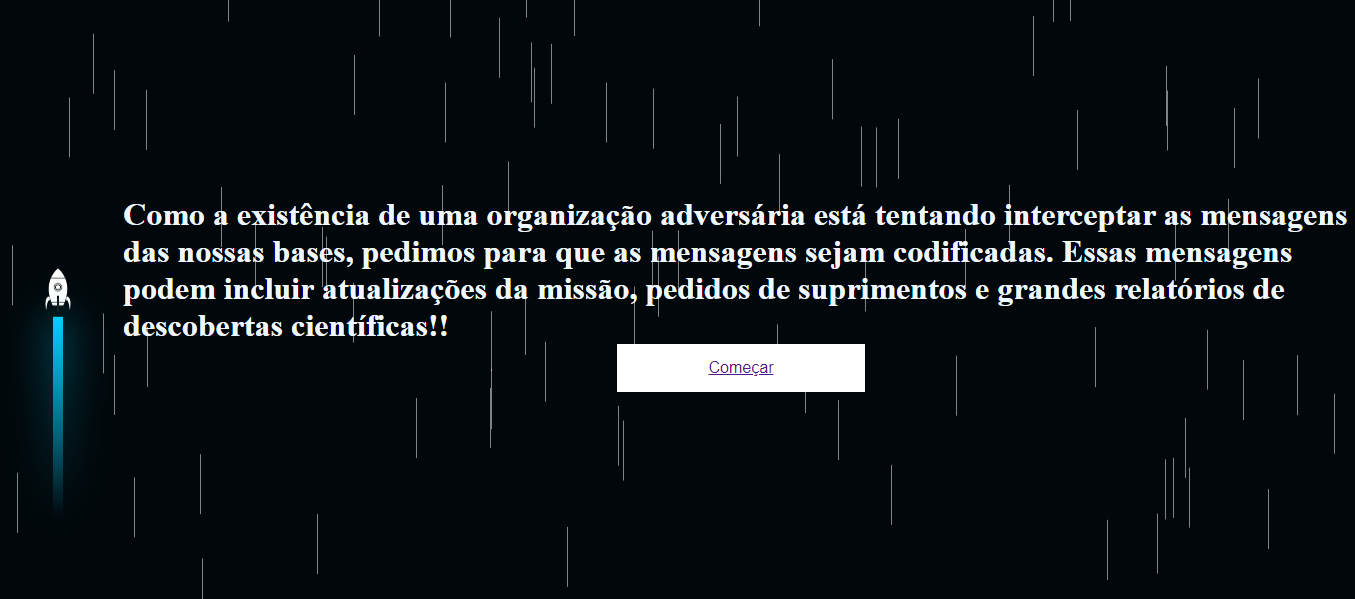 Como a existência de uma organização adversária está tentando interceptar as mensagens
das nossas bases, pedimos para que as mensagens sejam codificadas. Essas mensagens
podem incluir atualizações da missão, pedidos de suprimentos e grandes relatórios de
descobertas científicas!!
Começar